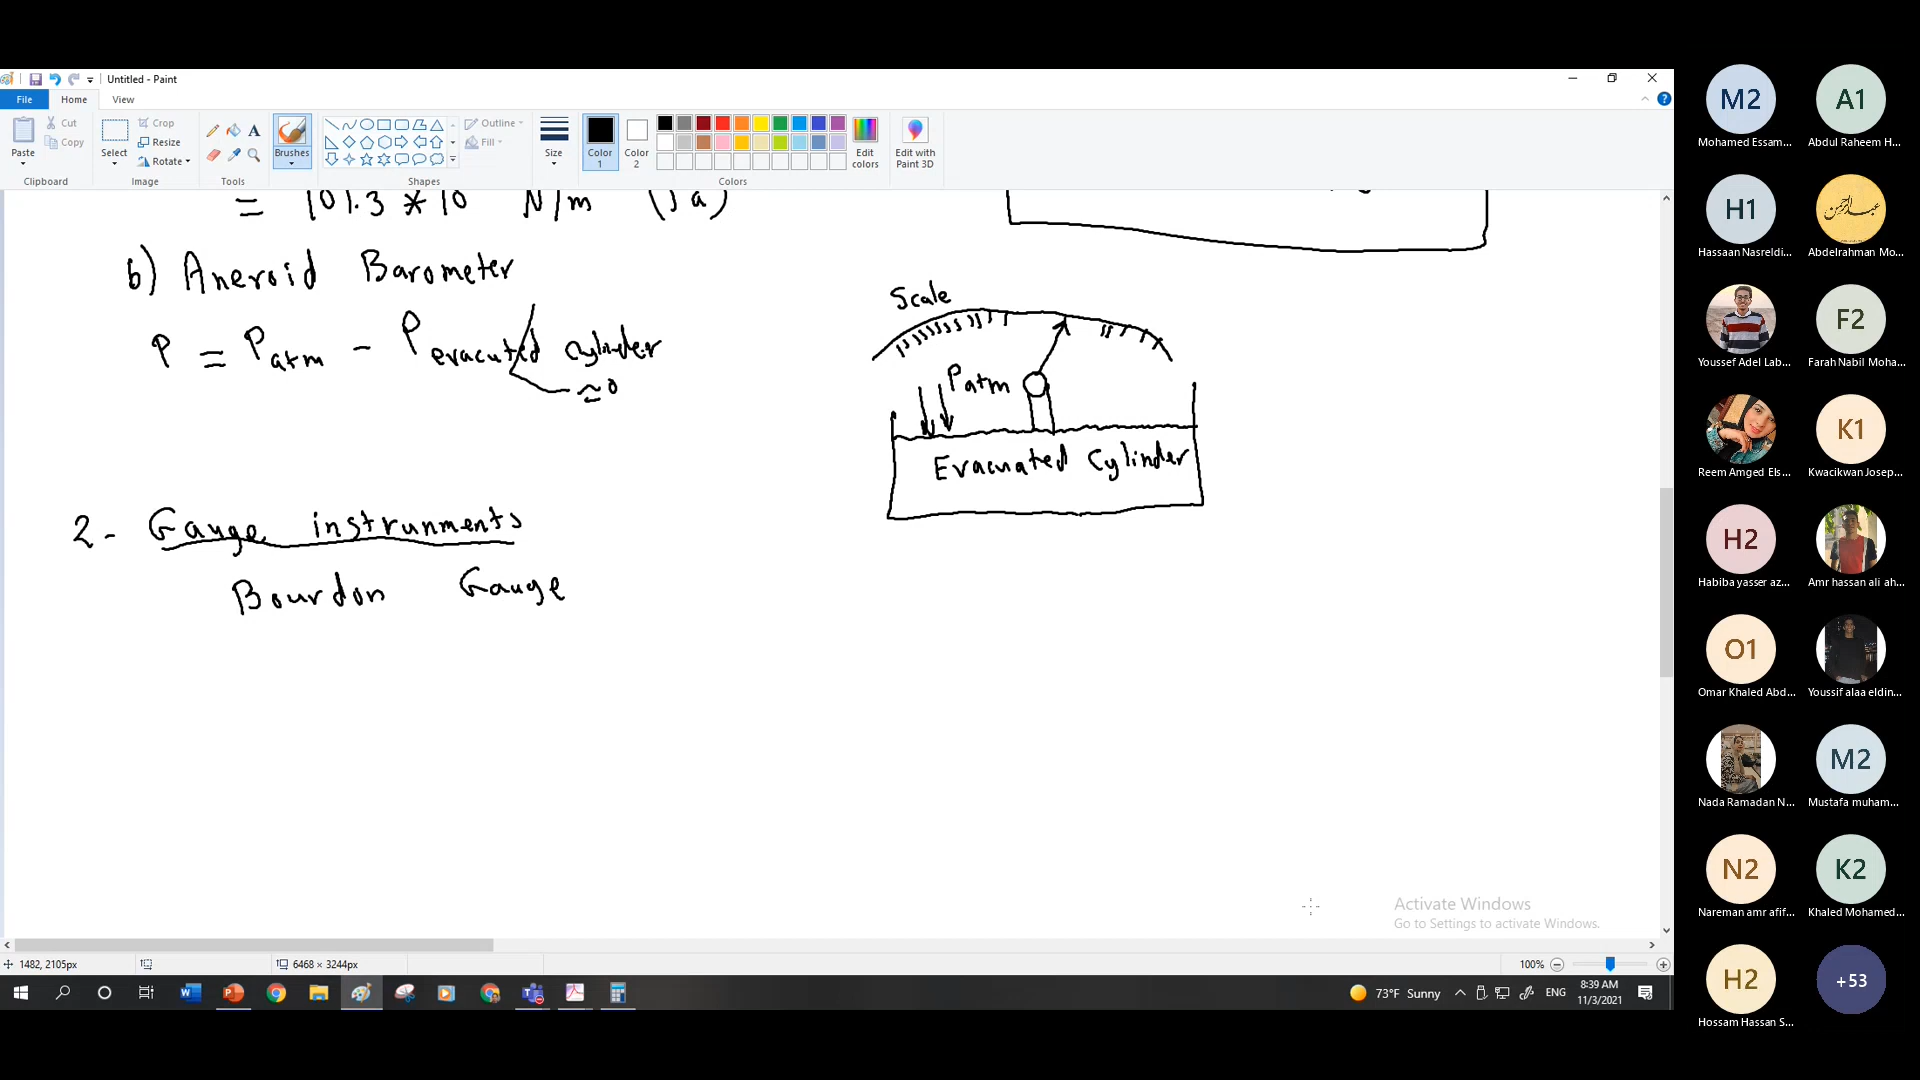 Untitled - Paint
File Home View
Paste
Cut
Copy
Clipboard
Select
Crop
Resize
Rotate
Image
A
Tools
Brushes
Outline
Fill
Shapes
Size
Color 1
Color 2
Edit colors
Edit with Paint 3D
Colors
= 101.3 * 10 N/m (Pa)
b) Aneroid Barometer
P = Patm - P evacuted cylinder
≈ 0
Scale
Patm
Evacuated Cylinder
2 - Gauge instrunments
Bourdon Gauge
Activate Windows
Go to Settings to activate Windows.
1482, 2105px
6468 × 3244px
100%
73°F Sunny
ENG
8:39 AM
11/3/2021
M2
Mohamed Essam...
A1
Abdul Raheem H...
H1
Hassaan Nasreldi...
عبدالرحمن
Abdelrahman Mo...
Youssef Adel Lab...
F2
Farah Nabil Moha...
Reem Amged Els...
K1
Kwacikwan Josep...
H2
Habiba yasser az...
Amr hassan ali ah...
O1
Omar Khaled Abd...
Youssif alaa eldin...
Nada Ramadan N...
M2
Mustafa muham...
N2
Nareman amr afif...
K2
Khaled Mohamed...
H2
Hossam Hassan S...
+53